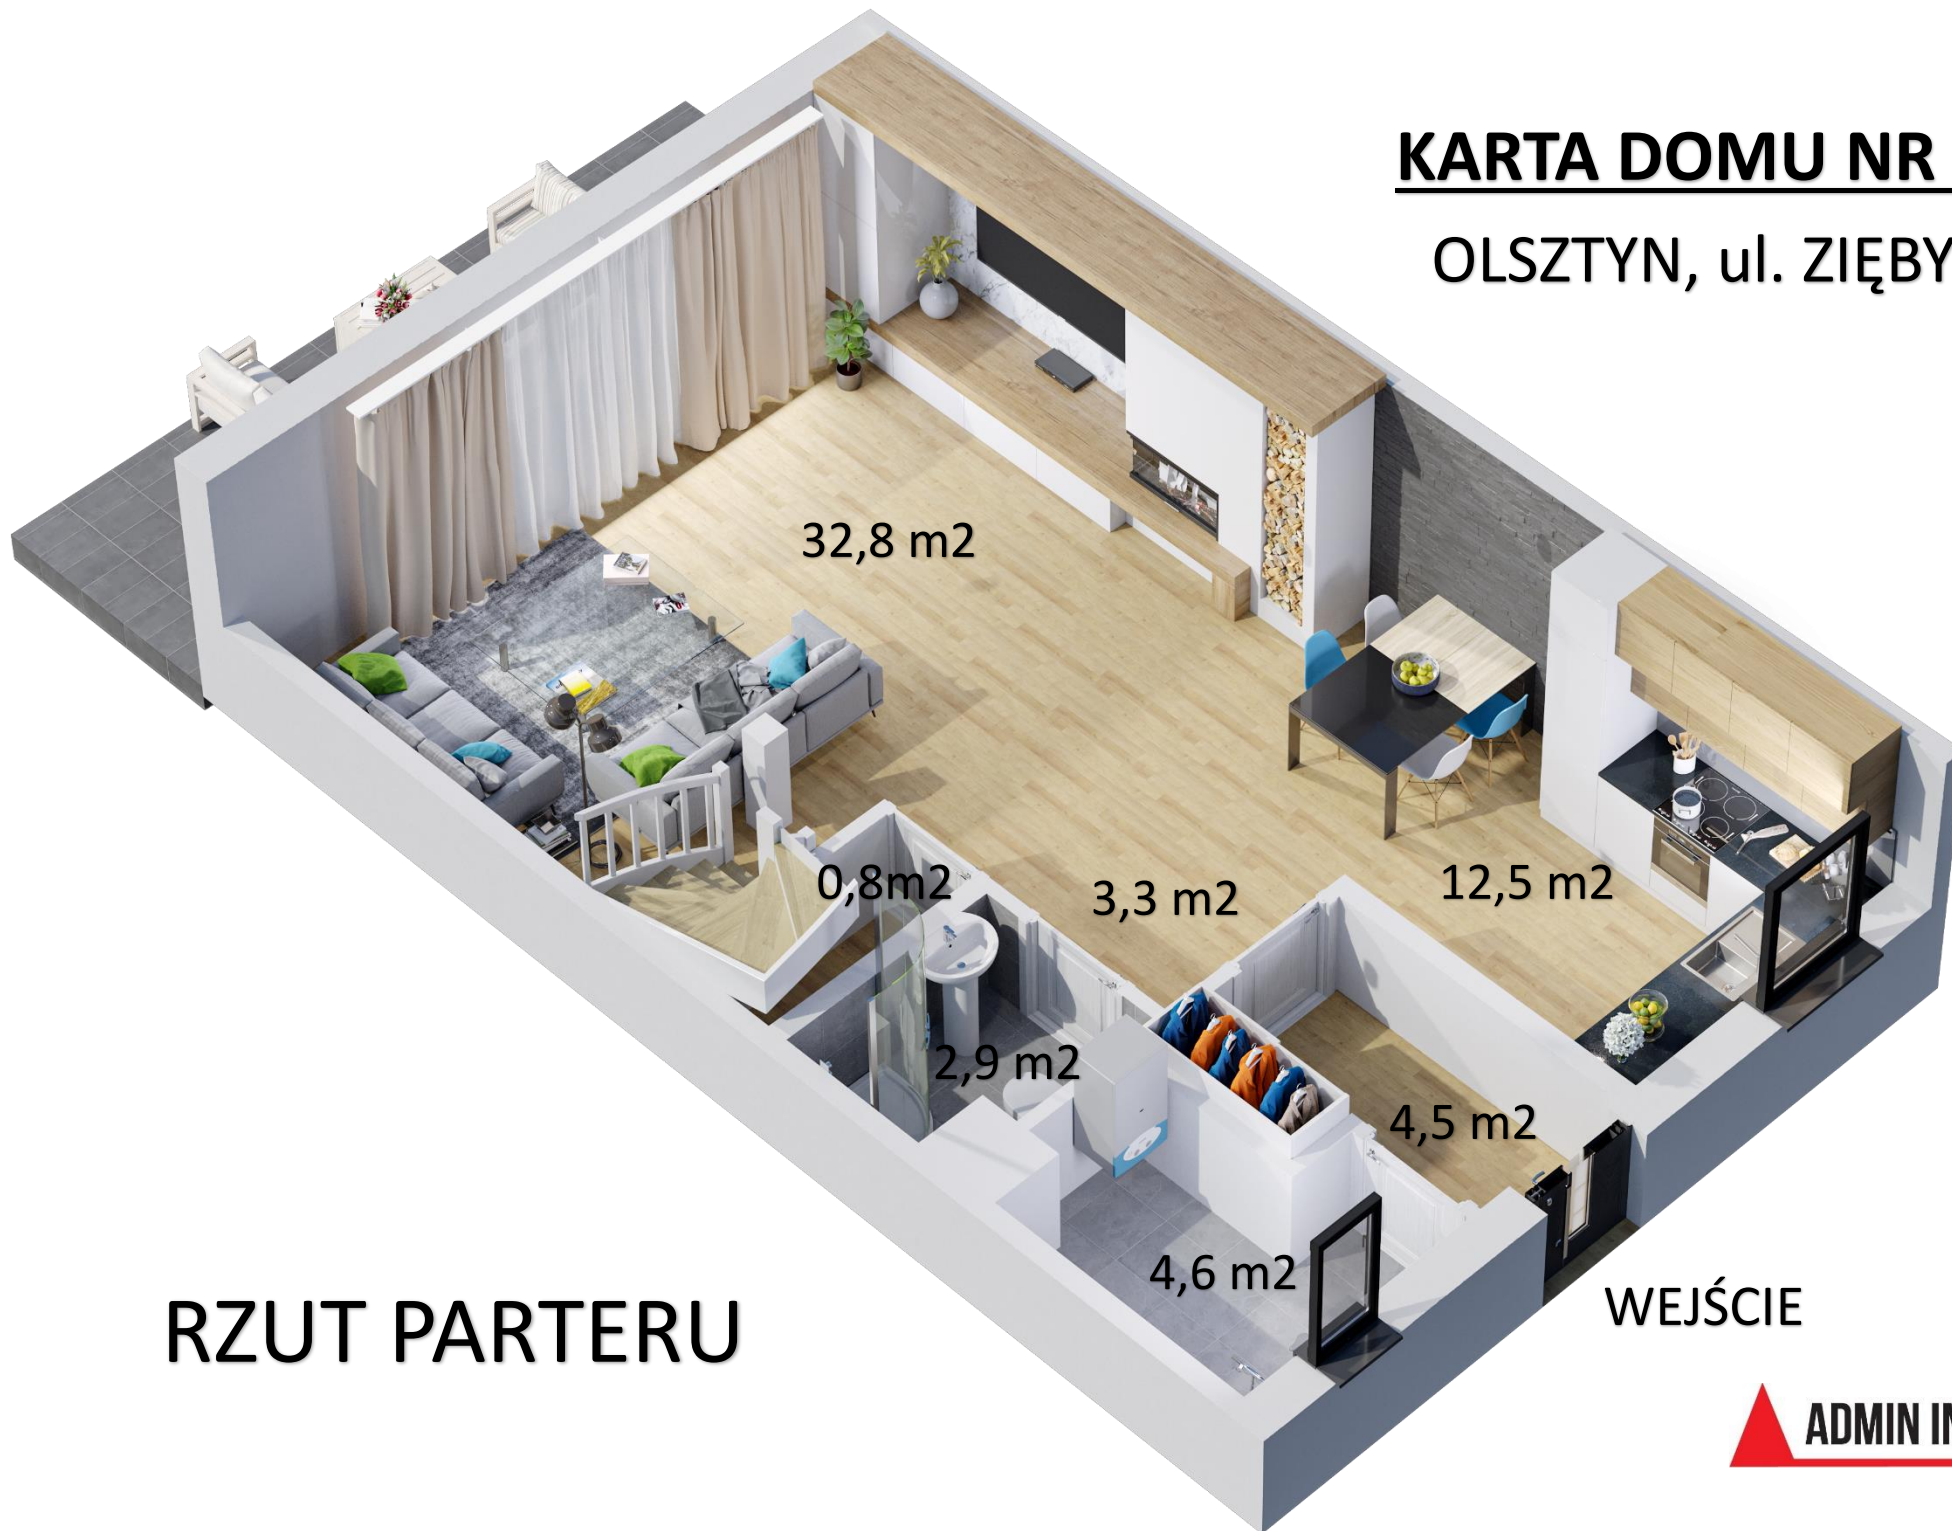 KARTA DOMU NR
OLSZTYN, ul. ZIĘBY
32,8 m2
0,8m2
3,3 m2
12,5 m2
2,9 m2
4,5 m2
4,6 m2
WEJŚCIE
RZUT PARTERU
ADMIN